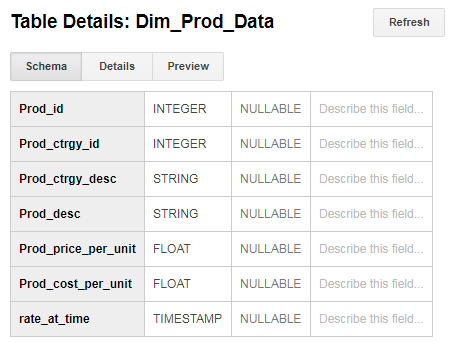 Table Details: Dim_Prod_Data Refresh
Schema Details Preview
Prod_id INTEGER NULLABLE Describe this field...
Prod_ctrgy_id INTEGER NULLABLE Describe this field...
Prod_ctrgy_desc STRING NULLABLE Describe this field...
Prod_desc STRING NULLABLE Describe this field...
Prod_price_per_unit FLOAT NULLABLE Describe this field...
Prod_cost_per_unit FLOAT NULLABLE Describe this field...
rate_at_time TIMESTAMP NULLABLE Describe this field...